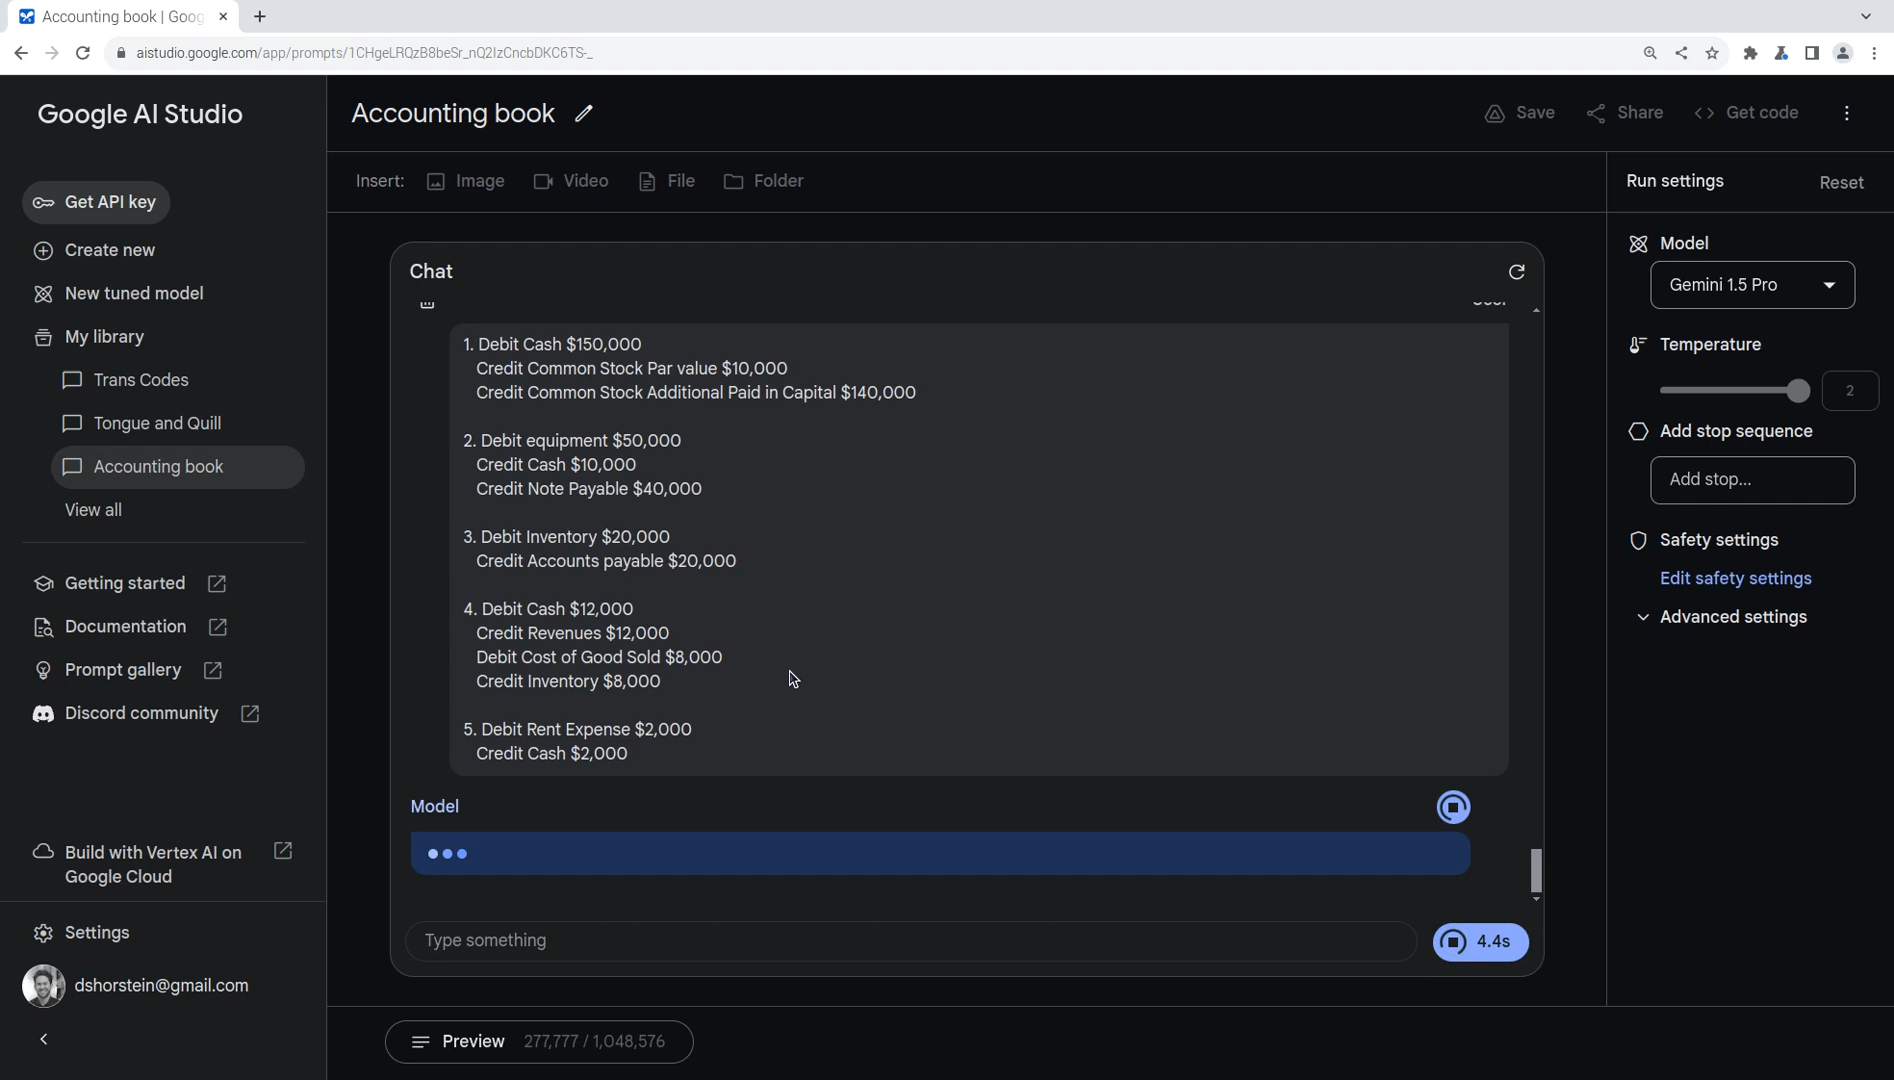 Accounting book | Goog
aistudio.google.com/app/prompts/1CHgeLRQzB8beSr_nQ2IzCncbDKC6TS-_
Google AI Studio
Get API key
Create new
New tuned model
My library
Trans Codes
Tongue and Quill
Accounting book
View all
Getting started
Documentation
Prompt gallery
Discord community
Build with Vertex AI on
Google Cloud
Settings
dshorstein@gmail.com
Accounting book
Save
Share
Get code
Insert:
Image
Video
File
Folder
Chat
1. Debit Cash $150,000
Credit Common Stock Par value $10,000
Credit Common Stock Additional Paid in Capital $140,000
2. Debit equipment $50,000
Credit Cash $10,000
Credit Note Payable $40,000
3. Debit Inventory $20,000
Credit Accounts payable $20,000
4. Debit Cash $12,000
Credit Revenues $12,000
Debit Cost of Good Sold $8,000
Credit Inventory $8,000
5. Debit Rent Expense $2,000
Credit Cash $2,000
Model
Type something
4.4s
Preview 277,777 / 1,048,576
Run settings
Reset
Model
Gemini 1.5 Pro
Temperature
2
Add stop sequence
Add stop...
Safety settings
Edit safety settings
Advanced settings